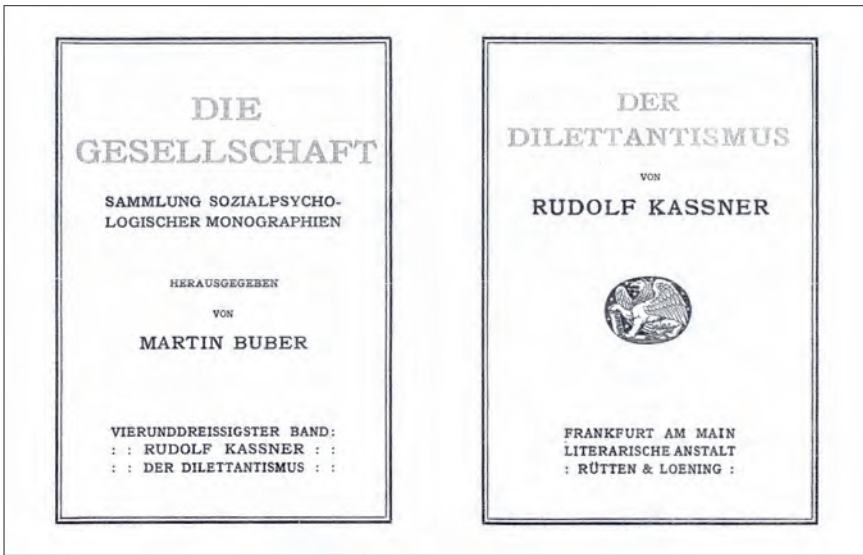 DIE
GESELLSCHAFT
SAMMLUNG SOZIALPSYCHO-
LOGISCHER MONOGRAPHIEN
HERAUSGEGEBEN
VON
MARTIN BUBER
VIERUNDDREISSIGSTER BAND:
: : RUDOLF KASSNER : :
: : DER DILETTANTISMUS : :
DER
DILETTANTISMUS
VON
RUDOLF KASSNER
FRANKFURT AM MAIN
LITERARISCHE ANSTALT
: RÜTTEN & LOENING :